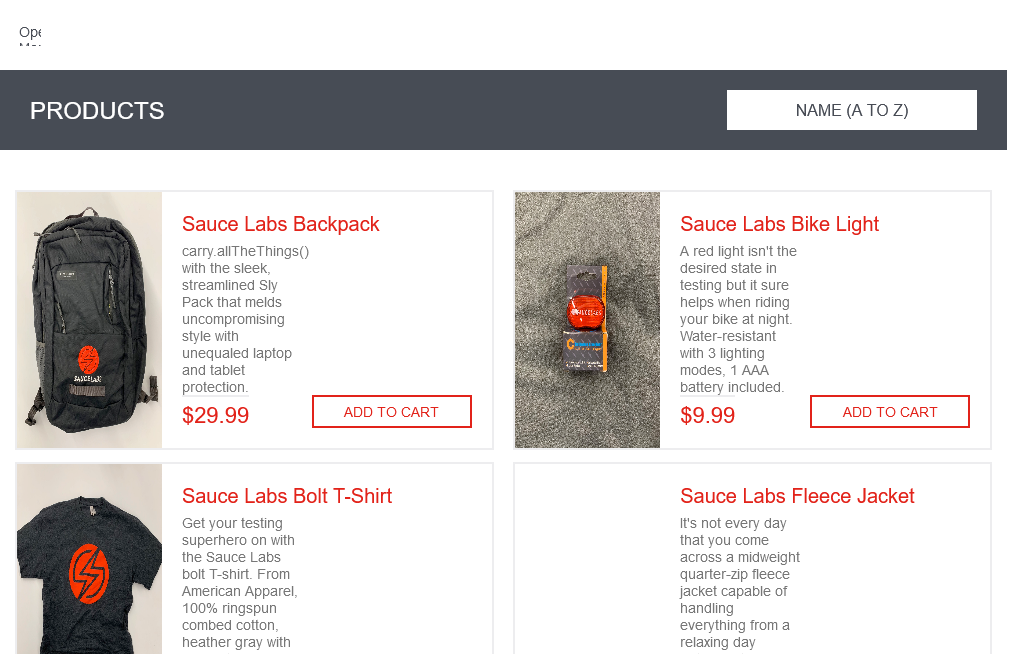 Ope
PRODUCTS
NAME (A TO Z)
Sauce Labs Backpack
carry.allTheThings()
with the sleek,
streamlined Sly
Pack that melds
uncompromising
style with
unequaled laptop
and tablet
protection.
$29.99
ADD TO CART
SAUCELABS
Sauce Labs Bike Light
A red light isn't the
desired state in
testing but it sure
helps when riding
your bike at night.
Water-resistant
with 3 lighting
modes, 1 AAA
battery included.
$9.99
ADD TO CART
SAUCELABS
Sauce Labs Bolt T-Shirt
Get your testing
superhero on with
the Sauce Labs
bolt T-shirt. From
American Apparel,
100% ringspun
combed cotton,
heather gray with
Sauce Labs Fleece Jacket
It's not every day
that you come
across a midweight
quarter-zip fleece
jacket capable of
handling
everything from a
relaxing day